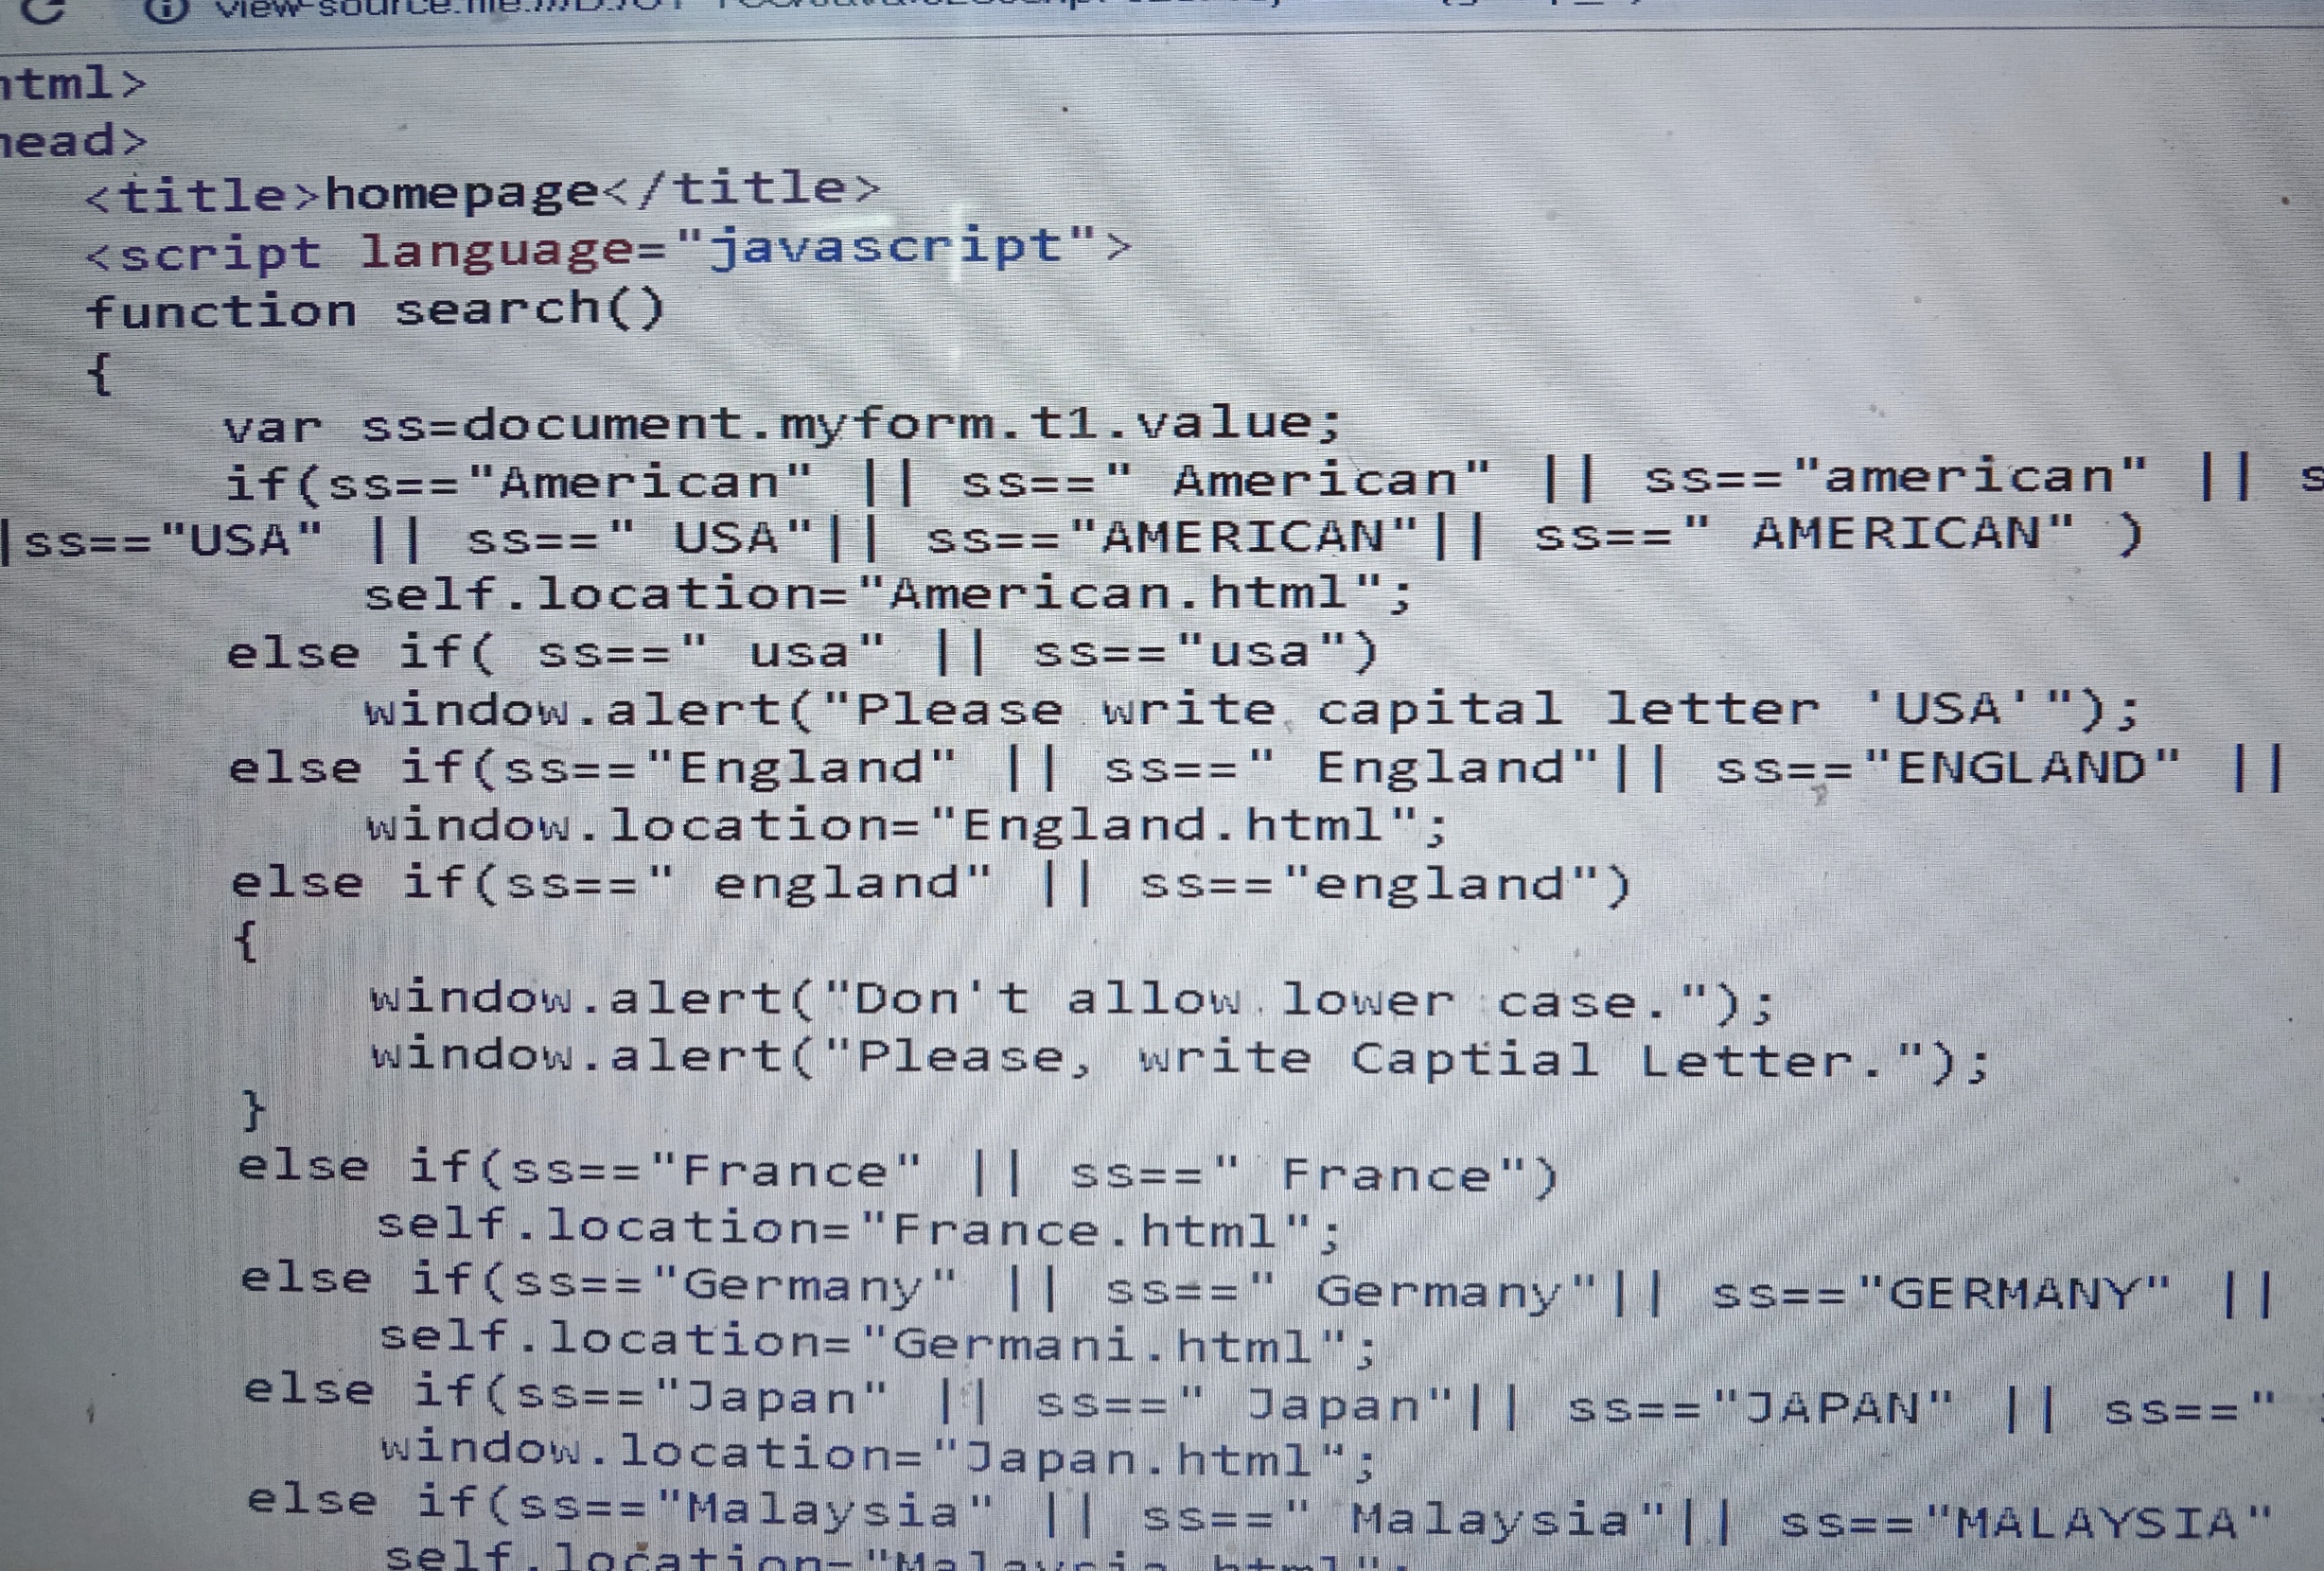 html>
head>
<title>homepage</title>
<script language="javascript">
function search()
{
var ss=document.myform.t1.value;
if(ss=="American" || ss==" American" || ss=="american" || s
|ss=="USA" || ss==" USA"|| ss=="AMERICAN"|| ss==" AMERICAN" )
self.location="American.html";
else if( ss==" usa" || ss=="usa")
window.alert("Please write capital letter 'USA'");
else if(ss=="England" || ss==" England"|| ss=="ENGLAND" ||
window.location="England.html";
else if(ss==" england" || ss=="england")
{
window.alert("Don't allow lower case.");
window.alert("Please, write Captial Letter.");
}
else if(ss=="France" || ss==" France")
self.location="France.html";
else if(ss=="Germany" || ss==" Germany"|| ss=="GERMANY" ||
self.location="Germani.html";
else if(ss=="Japan" || ss==" Japan"|| ss=="JAPAN" || ss=="
window.location="Japan.html";
else if(ss=="Malaysia" || ss==" Malaysia"|| ss=="MALAYSIA"
self.location="Malaysia.html";